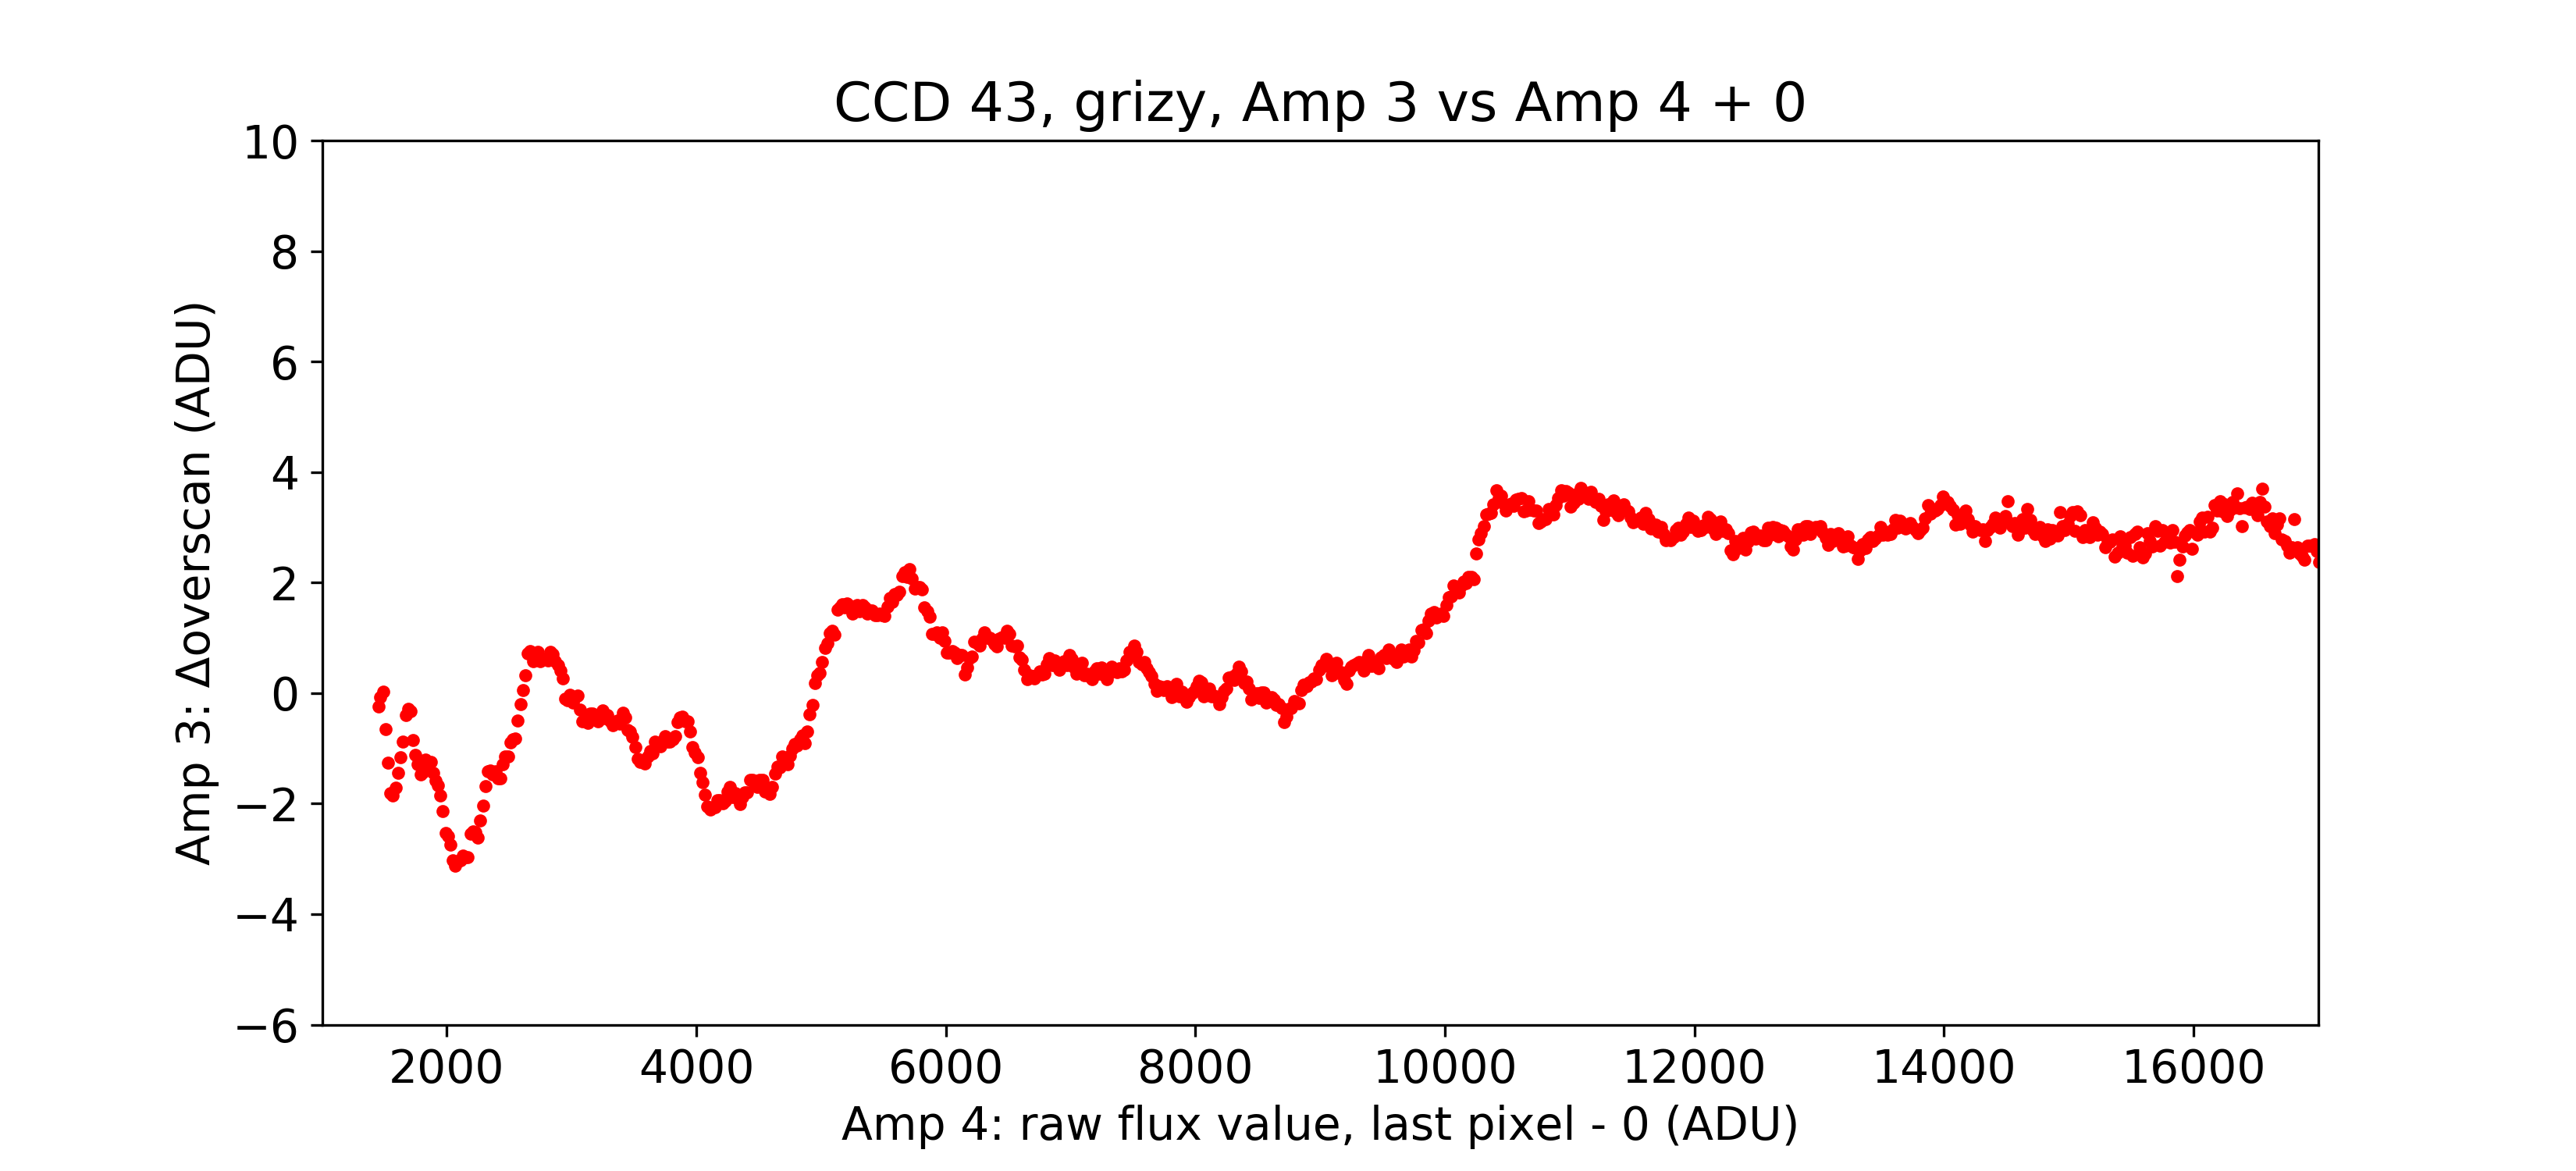 CCD 43, grizy, Amp 3 vs Amp 4 + 0
10
8
6
4
2
0
−2
−4
−6
Amp 3: Δoverscan (ADU)
2000 4000 6000 8000 10000 12000 14000 16000
Amp 4: raw flux value, last pixel - 0 (ADU)